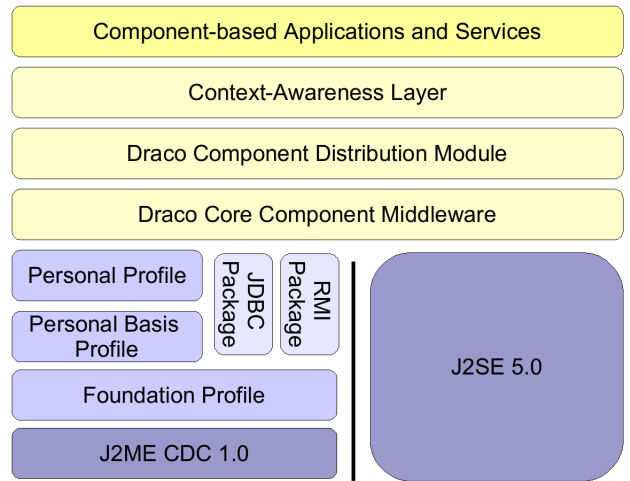 Component-based Applications and Services
Context-Awareness Layer
Draco Component Distribution Module
Draco Core Component Middleware
Personal Profile
JDBC
Package
RMI
Package
Personal Basis
Profile
Foundation Profile
J2ME CDC 1.0
J2SE 5.0